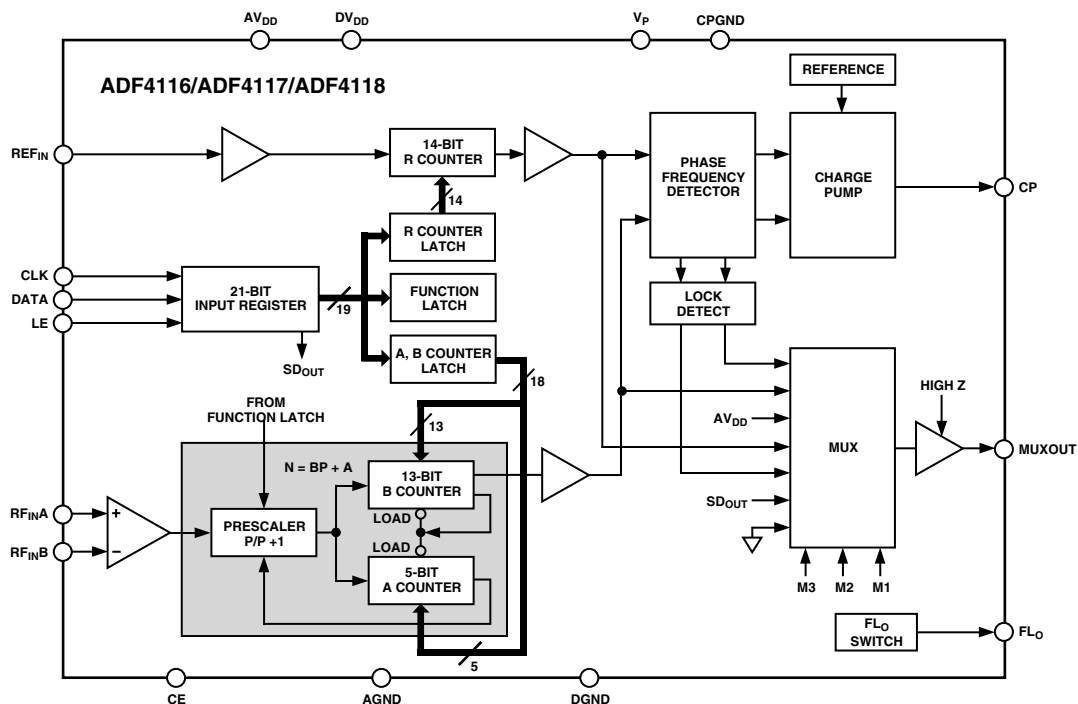 AVDD
DVDD
VP
CPGND
ADF4116/ADF4117/ADF4118
REFERENCE
REFIN
14-BIT
R COUNTER
PHASE
FREQUENCY
DETECTOR
CHARGE
PUMP
CP
14
R COUNTER
LATCH
CLK
DATA
LE
21-BIT
INPUT REGISTER
19
FUNCTION
LATCH
LOCK
DETECT
SDOUT
A, B COUNTER
LATCH
18
FROM
FUNCTION LATCH
13
HIGH Z
AVDD
MUX
MUXOUT
N = BP + A
13-BIT
B COUNTER
SDOUT
RFINA
+
RFINB
–
PRESCALER
P/P +1
LOAD
LOAD
5-BIT
A COUNTER
M3
M2
M1
FLO
SWITCH
FLO
5
CE
AGND
DGND